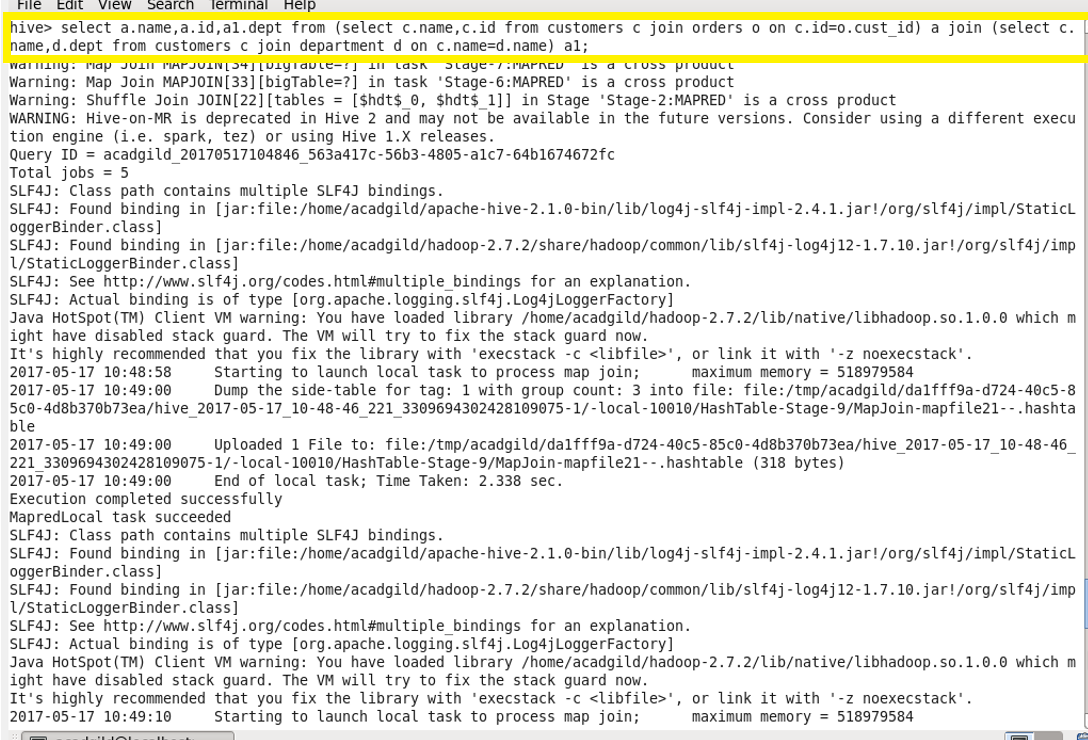 File Edit View Search Terminal Help
hive> select a.name,a.id,a1.dept from (select c.name,c.id from customers c join orders o on c.id=o.cust_id) a join (select c.
name,d.dept from customers c join department d on c.name=d.name) a1;
Warning: Map Join MAPJOIN[34][bigTable=?] in task 'Stage-7:MAPRED' is a cross product
Warning: Map Join MAPJOIN[33][bigTable=?] in task 'Stage-6:MAPRED' is a cross product
Warning: Shuffle Join JOIN[22][tables = [$hdt$_0, $hdt$_1]] in Stage 'Stage-2:MAPRED' is a cross product
WARNING: Hive-on-MR is deprecated in Hive 2 and may not be available in the future versions. Consider using a different execu
tion engine (i.e. spark, tez) or using Hive 1.X releases.
Query ID = acadgild_20170517104846_563a417c-56b3-4805-a1c7-64b1674672fc
Total jobs = 5
SLF4J: Class path contains multiple SLF4J bindings.
SLF4J: Found binding in [jar:file:/home/acadgild/apache-hive-2.1.0-bin/lib/log4j-slf4j-impl-2.4.1.jar!/org/slf4j/impl/StaticL
oggerBinder.class]
SLF4J: Found binding in [jar:file:/home/acadgild/hadoop-2.7.2/share/hadoop/common/lib/slf4j-log4j12-1.7.10.jar!/org/slf4j/imp
l/StaticLoggerBinder.class]
SLF4J: See http://www.slf4j.org/codes.html#multiple_bindings for an explanation.
SLF4J: Actual binding is of type [org.apache.logging.slf4j.Log4jLoggerFactory]
Java HotSpot(TM) Client VM warning: You have loaded library /home/acadgild/hadoop-2.7.2/lib/native/libhadoop.so.1.0.0 which m
ight have disabled stack guard. The VM will try to fix the stack guard now.
It's highly recommended that you fix the library with 'execstack -c <libfile>', or link it with '-z noexecstack'.
2017-05-17 10:48:58 Starting to launch local task to process map join; maximum memory = 518979584
2017-05-17 10:49:00 Dump the side-table for tag: 1 with group count: 3 into file: file:/tmp/acadgild/da1fff9a-d724-40c5-8
5c0-4d8b370b73ea/hive_2017-05-17_10-48-46_221_3309694302428109075-1/-local-10010/HashTable-Stage-9/MapJoin-mapfile21--.hashta
ble
2017-05-17 10:49:00 Uploaded 1 File to: file:/tmp/acadgild/da1fff9a-d724-40c5-85c0-4d8b370b73ea/hive_2017-05-17_10-48-46_
221_3309694302428109075-1/-local-10010/HashTable-Stage-9/MapJoin-mapfile21--.hashtable (318 bytes)
2017-05-17 10:49:00 End of local task; Time Taken: 2.338 sec.
Execution completed successfully
MapredLocal task succeeded
SLF4J: Class path contains multiple SLF4J bindings.
SLF4J: Found binding in [jar:file:/home/acadgild/apache-hive-2.1.0-bin/lib/log4j-slf4j-impl-2.4.1.jar!/org/slf4j/impl/StaticL
oggerBinder.class]
SLF4J: Found binding in [jar:file:/home/acadgild/hadoop-2.7.2/share/hadoop/common/lib/slf4j-log4j12-1.7.10.jar!/org/slf4j/imp
l/StaticLoggerBinder.class]
SLF4J: See http://www.slf4j.org/codes.html#multiple_bindings for an explanation.
SLF4J: Actual binding is of type [org.apache.logging.slf4j.Log4jLoggerFactory]
Java HotSpot(TM) Client VM warning: You have loaded library /home/acadgild/hadoop-2.7.2/lib/native/libhadoop.so.1.0.0 which m
ight have disabled stack guard. The VM will try to fix the stack guard now.
It's highly recommended that you fix the library with 'execstack -c <libfile>', or link it with '-z noexecstack'.
2017-05-17 10:49:10 Starting to launch local task to process map join; maximum memory = 518979584